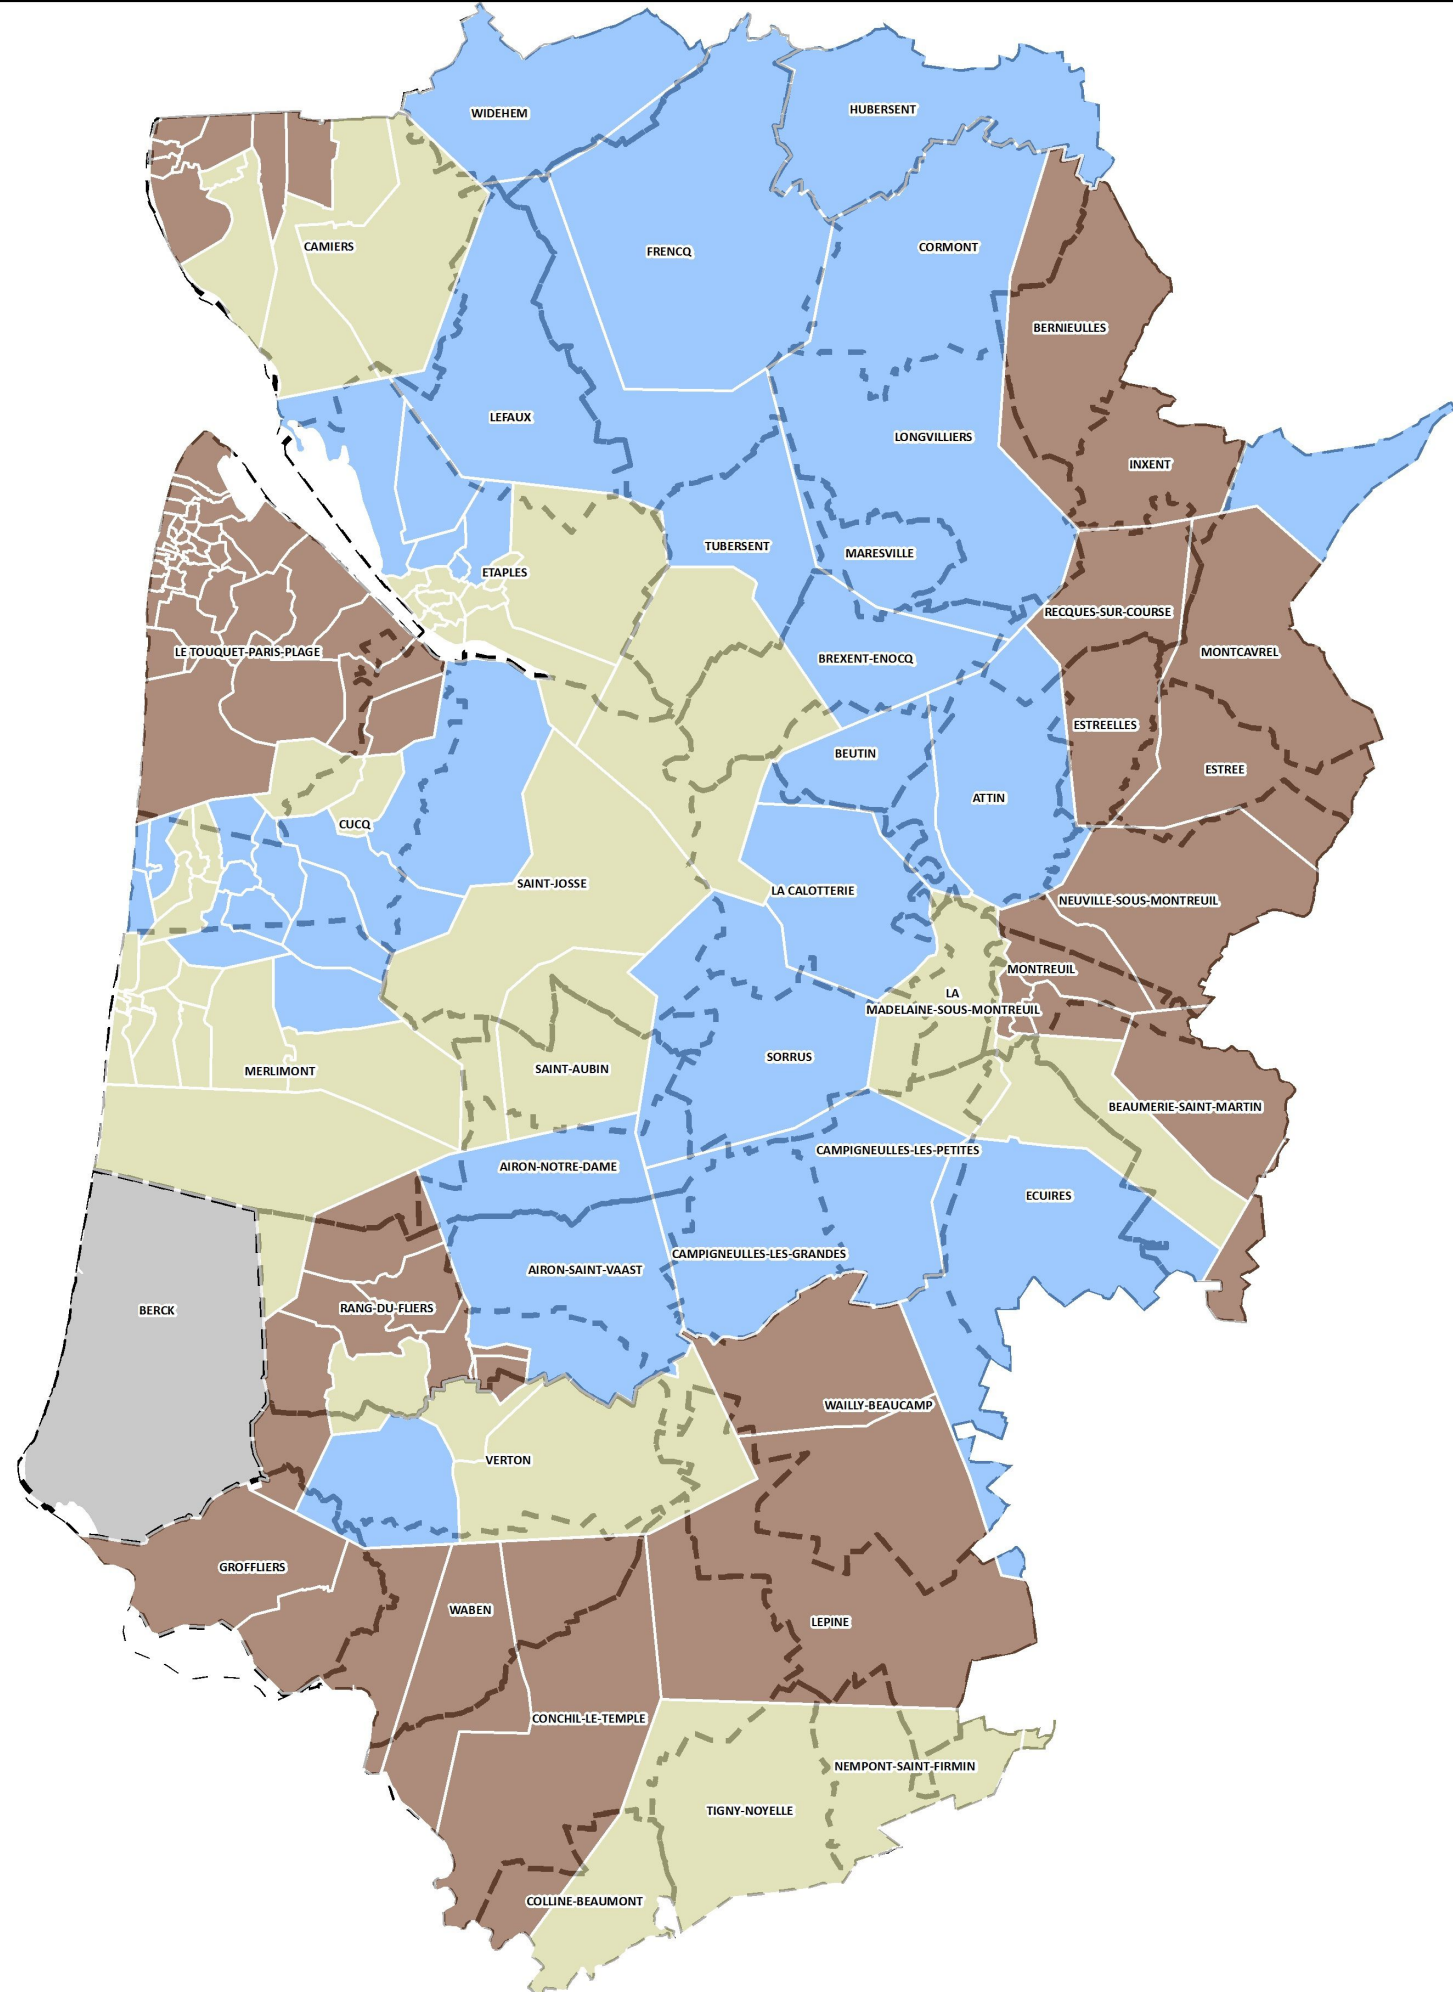 WIDEHEM
HUBERSENT
CAMIERS
FRENCQ
CORMONT
BERNIEULLES
LEFAUX
LONGVILLIERS
INXENT
TUBERSENT
MARESVILLE
ETAPLES
RECQUES-SUR-COURSE
LE TOUQUET-PARIS-PLAGE
BREXENT-ENOCQ
MONTCAVREL
ESTREELLES
BEUTIN
ESTREE
ATTIN
CUCQ
SAINT-JOSSE
LA CALOTTERIE
NEUVILLE-SOUS-MONTREUIL
MONTREUIL
LA
MADELAINE-SOUS-MONTREUIL
SORRUS
SAINT-AUBIN
MERLIMONT
BEAUMERIE-SAINT-MARTIN
CAMPIGNEULLES-LES-PETITES
AIRON-NOTRE-DAME
ECUIRES
CAMPIGNEULLES-LES-GRANDES
AIRON-SAINT-VAAST
BERCK
RANG-DU-FLIERS
WAILLY-BEAUCAMP
VERTON
GROFFLIERS
WABEN
LEPINE
CONCHIL-LE-TEMPLE
NEMPONT-SAINT-FIRMIN
TIGNY-NOYELLE
COLLINE-BEAUMONT